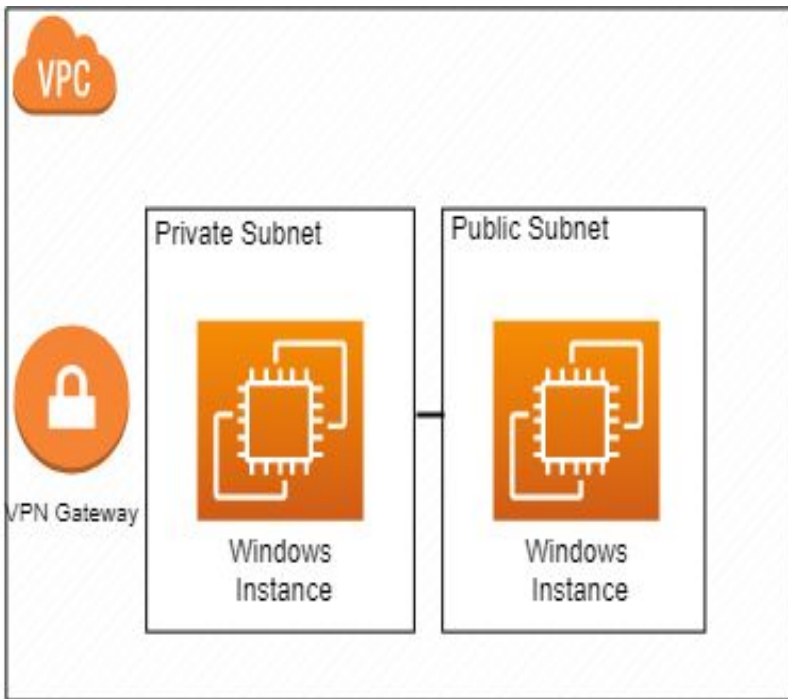 VPC
Private Subnet
Public Subnet
VPN Gateway
Windows
Instance
Windows
Instance